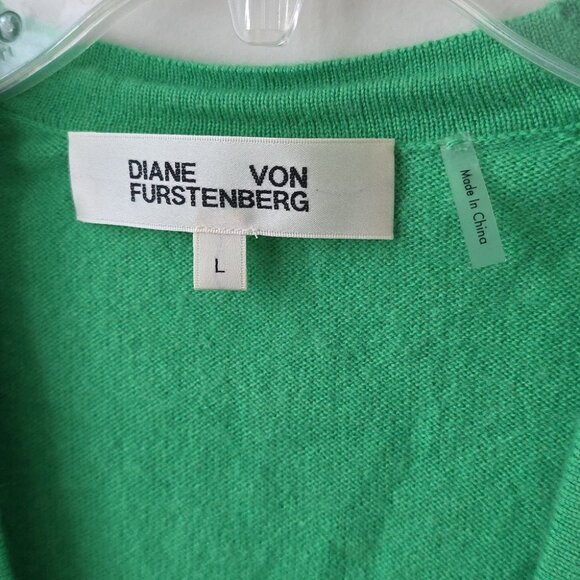 DIANE VON
FURSTENBERG
L
Made In China